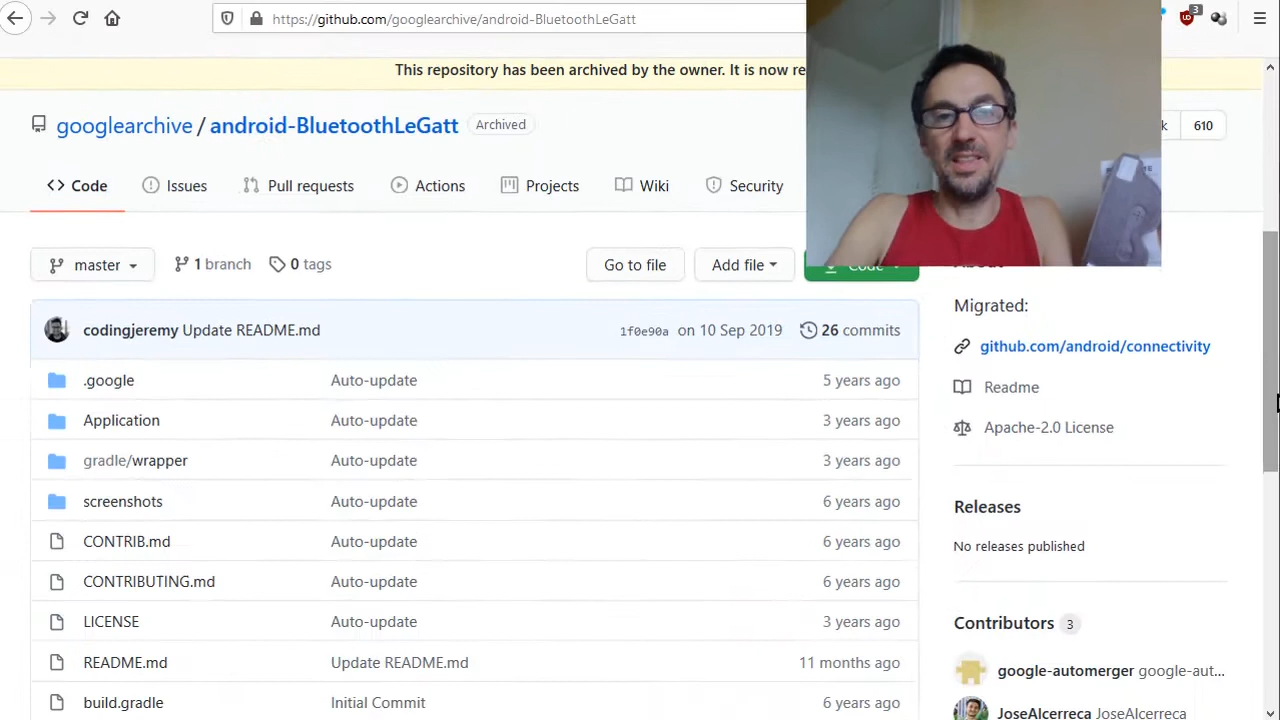 https://github.com/googlearchive/android-BluetoothLeGatt
3
This repository has been archived by the owner. It is now re
googlearchive / android-BluetoothLeGatt Archived
k 610
Code Issues Pull requests Actions Projects Wiki Security
master 1 branch 0 tags Go to file Add file Code
codingjeremy Update README.md 1f0e90a on 10 Sep 2019 26 commits
.google Auto-update 5 years ago
Application Auto-update 3 years ago
gradle/wrapper Auto-update 3 years ago
screenshots Auto-update 6 years ago
CONTRIB.md Auto-update 6 years ago
CONTRIBUTING.md Auto-update 6 years ago
LICENSE Auto-update 3 years ago
README.md Update README.md 11 months ago
build.gradle Initial Commit 6 years ago
About
Migrated:
github.com/android/connectivity
Readme
Apache-2.0 License
Releases
No releases published
Contributors 3
google-automerger google-aut...
JoseAlcerreca JoseAlcerreca